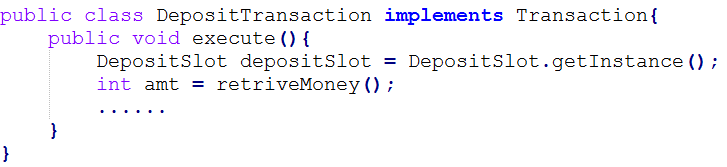 public class DepositTransaction implements Transaction{
    public void execute(){
        DepositSlot depositSlot = DepositSlot.getInstance();
        int amt = retriveMoney();
        ......
    }
}